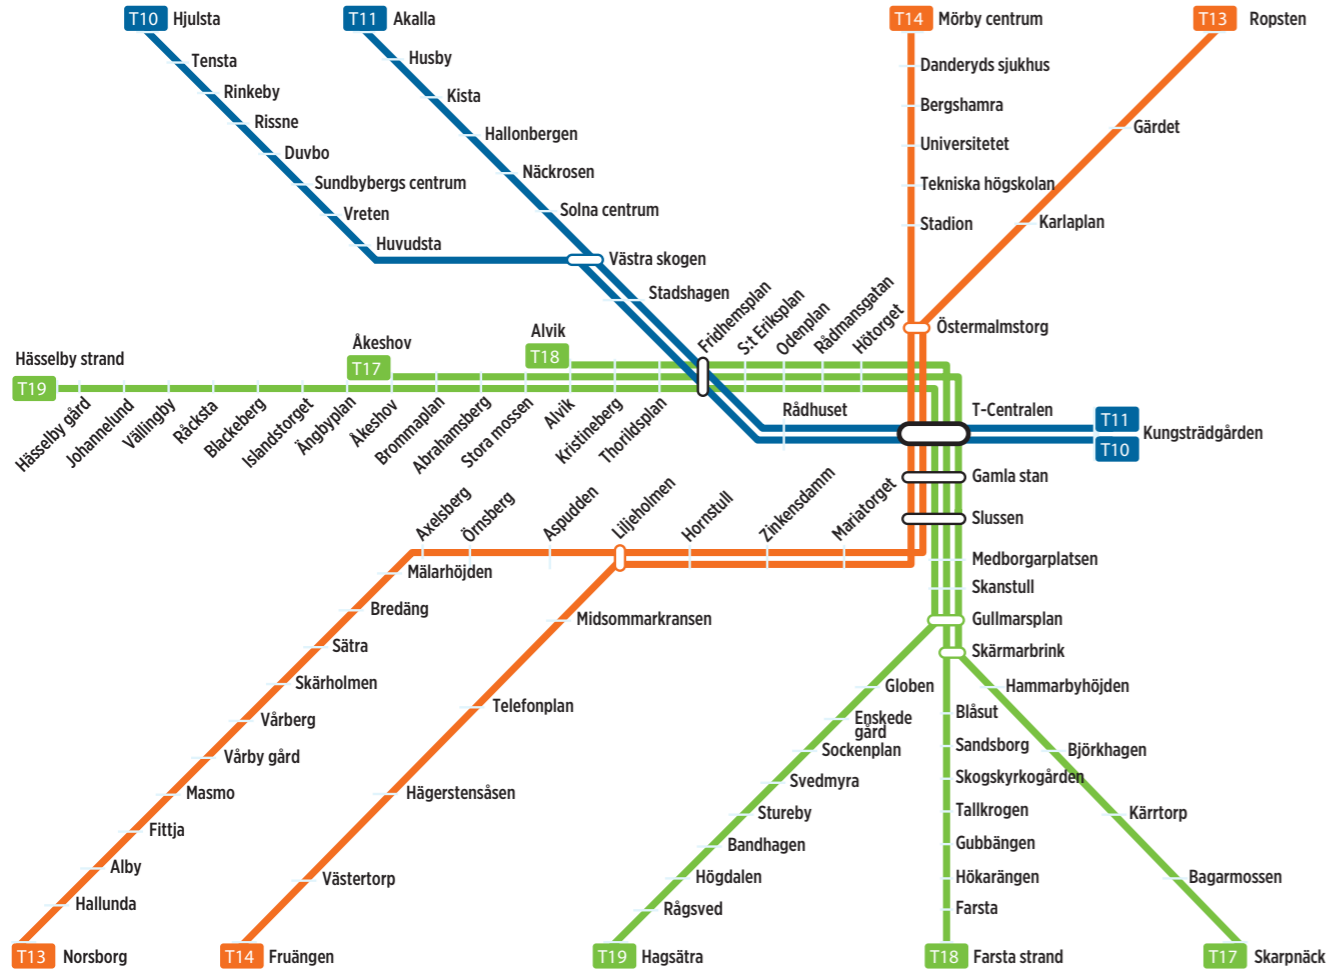 T10 Hjulsta
T11 Akalla
T14 Mörby centrum
T13 Ropsten
Tensta
Rinkeby
Rissne
Duvbo
Sundbybergs centrum
Vreten
Huvudsta
Husby
Kista
Hallonbergen
Näckrosen
Solna centrum
Västra skogen
Stadshagen
Danderyds sjukhus
Bergshamra
Universitetet
Tekniska högskolan
Stadion
Gärdet
Karlaplan
Östermalmstorg
Hässelby strand
T19
Åkeshov
T17
Alvik
T18
Fridhemsplan
S:t Eriksplan
Odenplan
Rådmansgatan
Hötorget
Hässelby gård
Johannelund
Vällingby
Råcksta
Blackeberg
Islandstorget
Ängbyplan
Åkeshov
Brommaplan
Abrahamsberg
Stora mossen
Alvik
Kristineberg
Thorildsplan
Rådhuset
T-Centralen
T11
T10
Kungsträdgården
Gamla stan
Slussen
Medborgarplatsen
Skanstull
Gullmarsplan
Skärmarbrink
Axelsberg
Örnsberg
Aspudden
Liljeholmen
Hornstull
Zinkensdamm
Mariatorget
Mälarhöjden
Bredäng
Sätra
Skärholmen
Vårberg
Vårby gård
Masmo
Fittja
Alby
Hallunda
T13 Norsborg
Midsommarkransen
Telefonplan
Hägerstensåsen
Västertorp
T14 Fruängen
Globen
Enskede
gård
Sockenplan
Svedmyra
Stureby
Bandhagen
Högdalen
Rågsved
T19 Hagsätra
Blåsut
Sandsborg
Skogskyrkogården
Tallkrogen
Gubbängen
Hökarängen
Farsta
T18 Farsta strand
Hammarbyhöjden
Björkhagen
Kärrtorp
Bagarmossen
T17 Skarpnäck